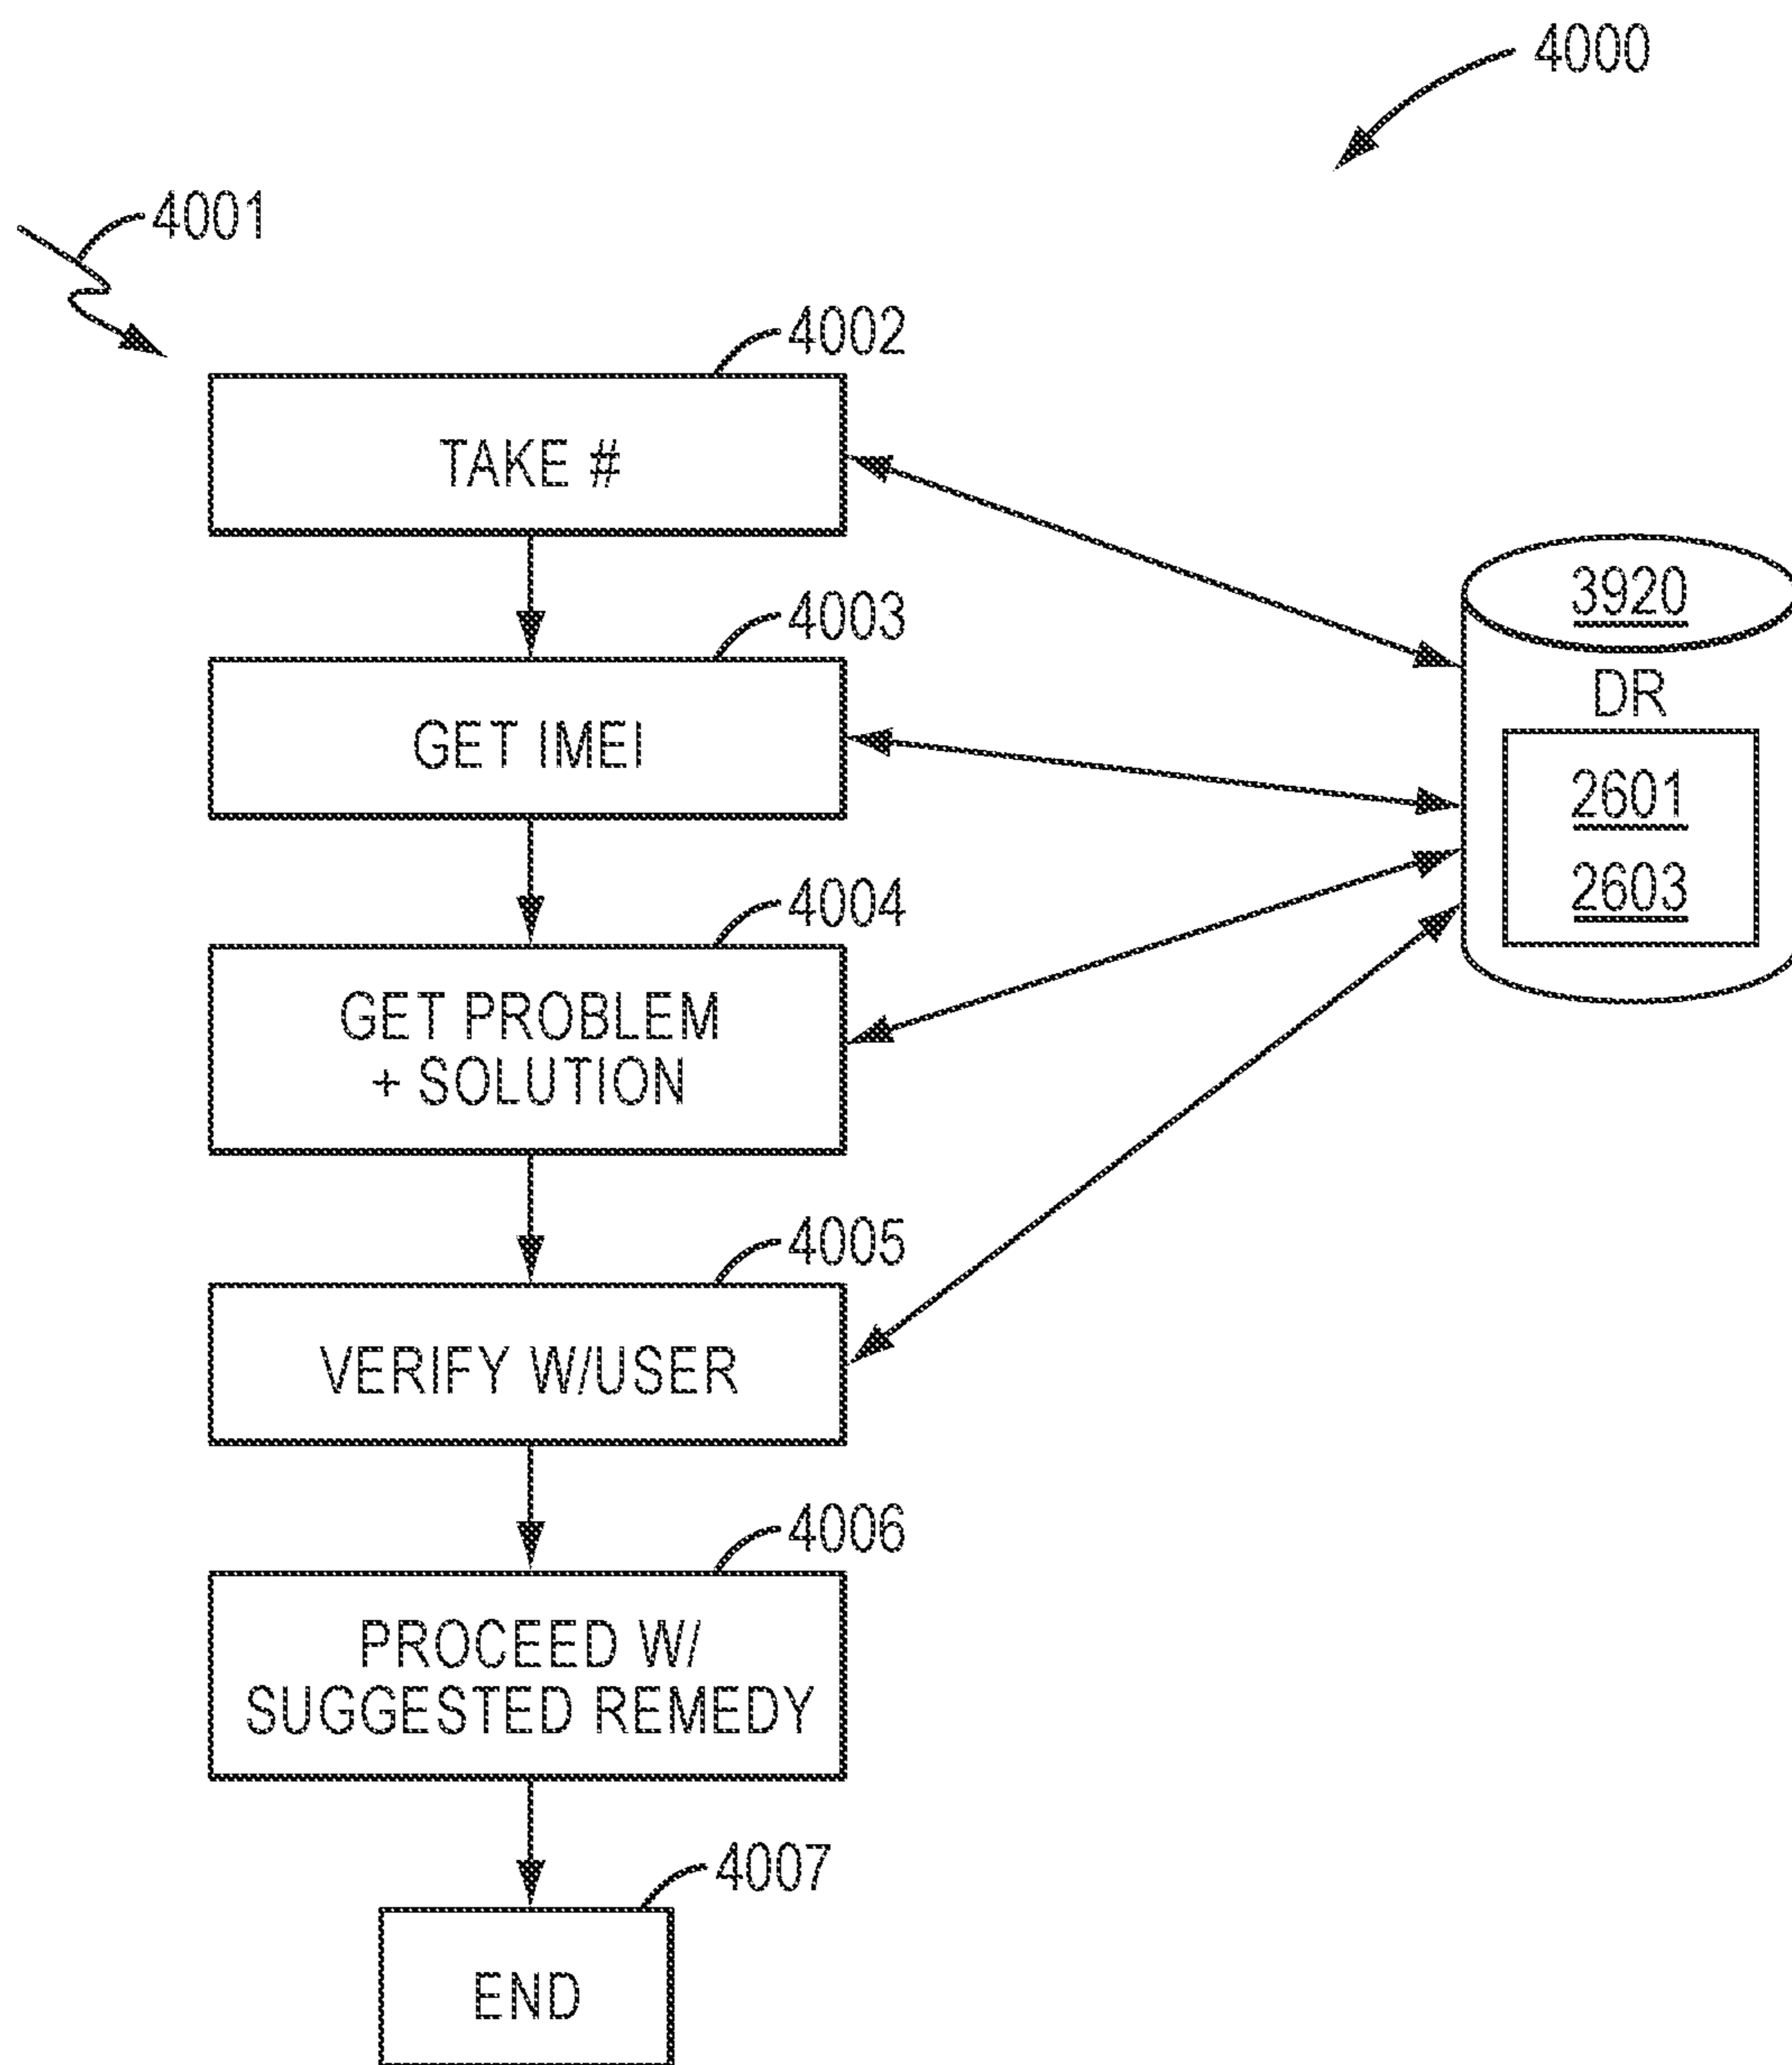 4000
4001
4002
TAKE #
3920
4003
DR
GET IMEI
2601
2603
4004
GET PROBLEM
+ SOLUTION
4005
VERIFY W/USER
4006
PROCEED W/
SUGGESTED REMEDY
4007
END